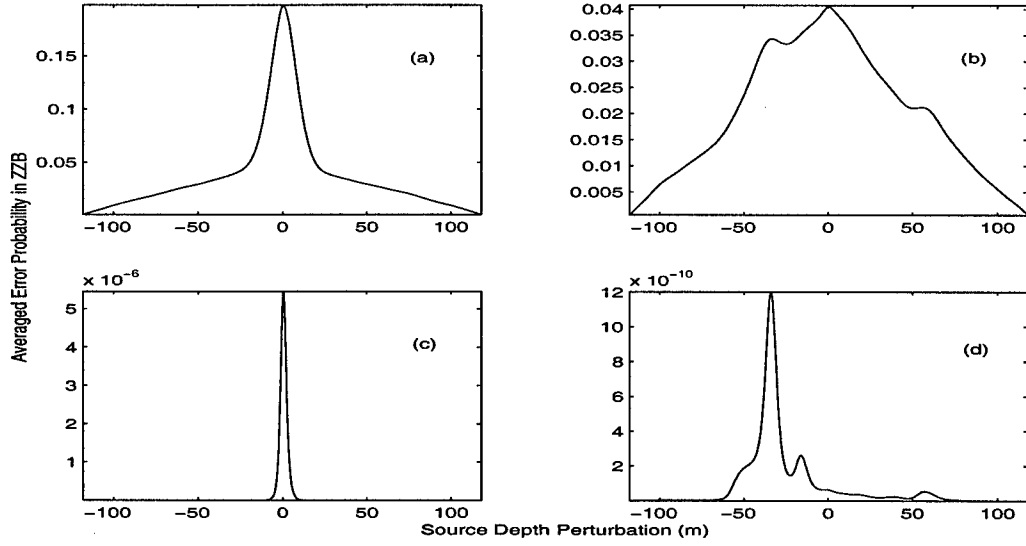 Averaged Error Probability in ZZB
0.15
0.1
0.05
(a)
−100 −50 0 50 100
0.04
0.035
0.03
0.025
0.02
0.015
0.01
0.005
(b)
−100 −50 0 50 100
× 10⁻⁶
5
4
3
2
1
(c)
−100 −50 0 50 100
× 10⁻¹⁰
12
10
8
6
4
2
(d)
−100 −50 0 50 100
Source Depth Perturbation (m)